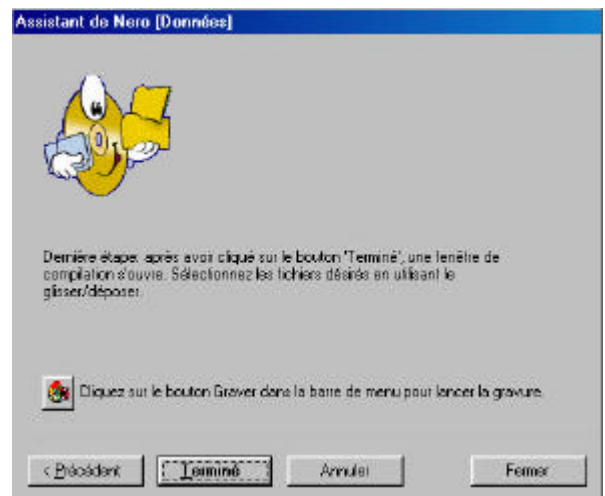 Assistant de Nero [Données]
Dernière étape: après avoir cliqué sur le bouton 'Terminé', une fenêtre de
compilation s'ouvre. Sélectionnez les fichiers désirés en utilisant le
glisser/déposer.
Cliquez sur le bouton Graver dans la barre de menu pour lancer la gravure.
< Précédent
Terminé
Annuler
Fermer